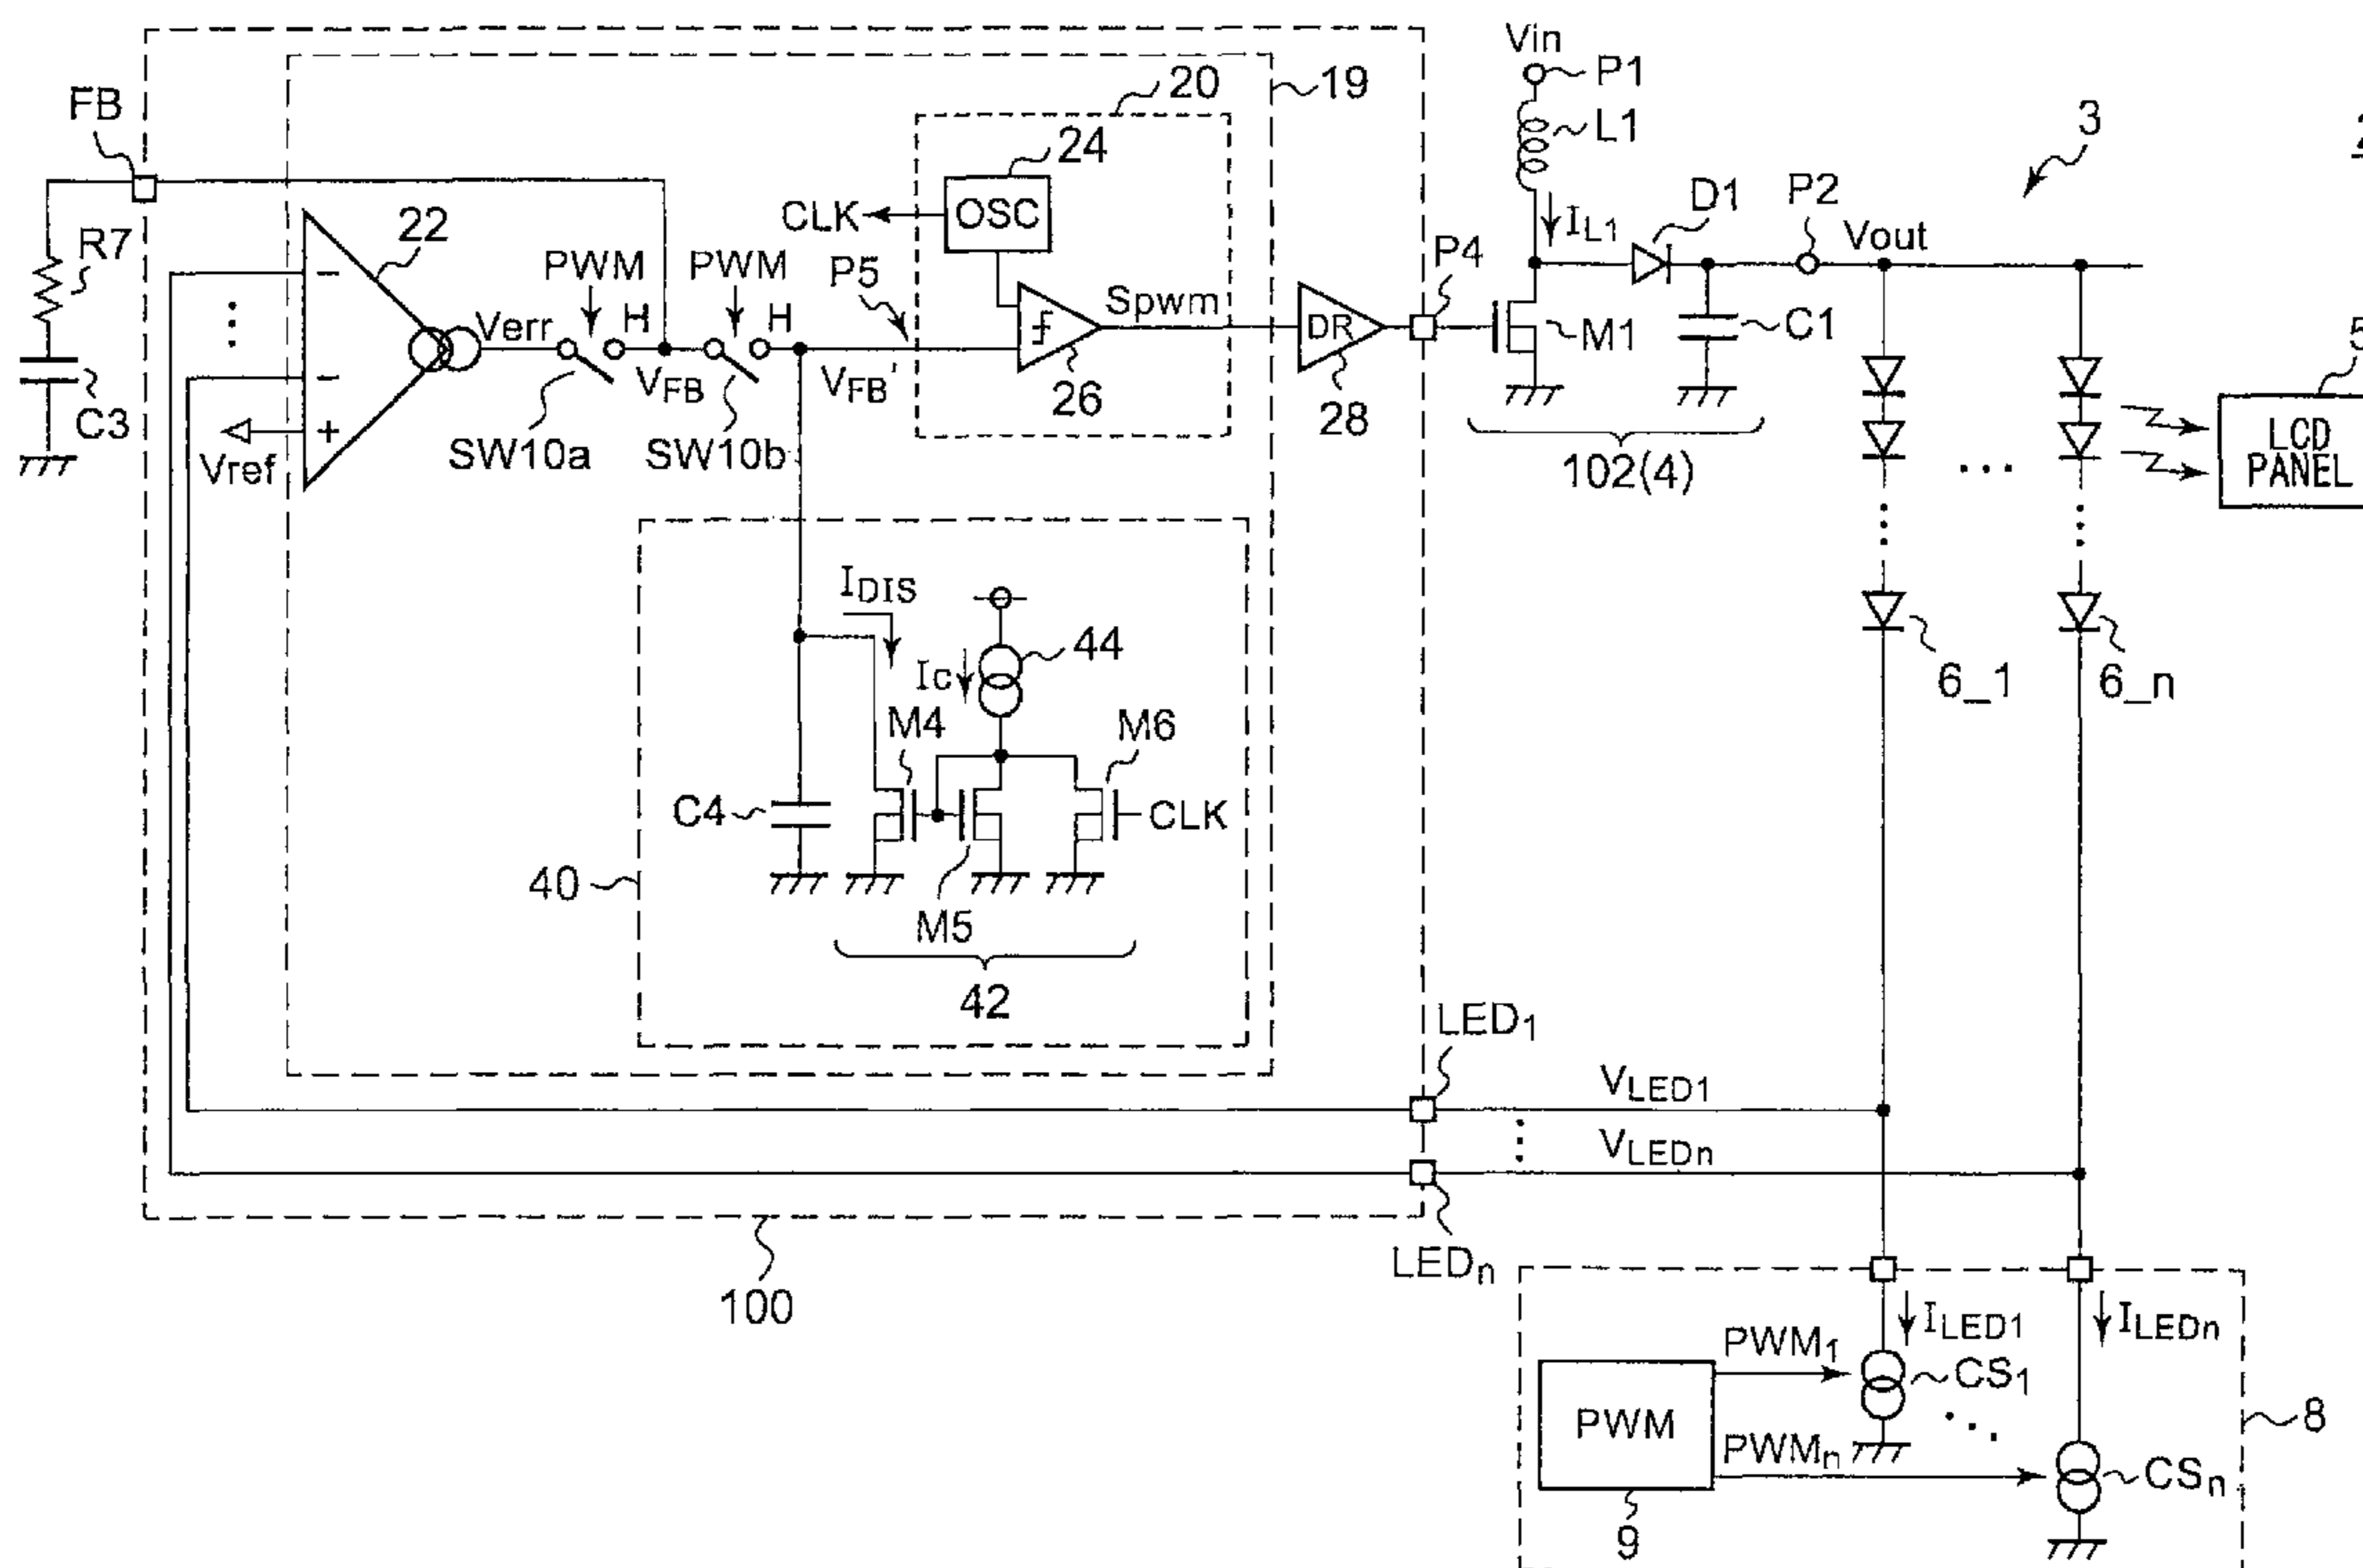 Vin
P1
19
20
FB
24
L1
3
CLK
OSC
IL1
D1
P2
Vout
R7
22
PWM
PWM
P5
P4
Verr
H
H
Spwm
DR
M1
C1
VFB
VFB'
26
28
C3
Vref
SW10a
SW10b
102(4)
LCD
PANEL
−
−
+
IDIS
44
Ic
6_1
6_n
M4
M6
C4
CLK
40
M5
42
LED1
VLED1
VLEDn
LEDn
100
PWM1
ILED1
ILEDn
CS1
PWM
PWMn
8
CSn
9